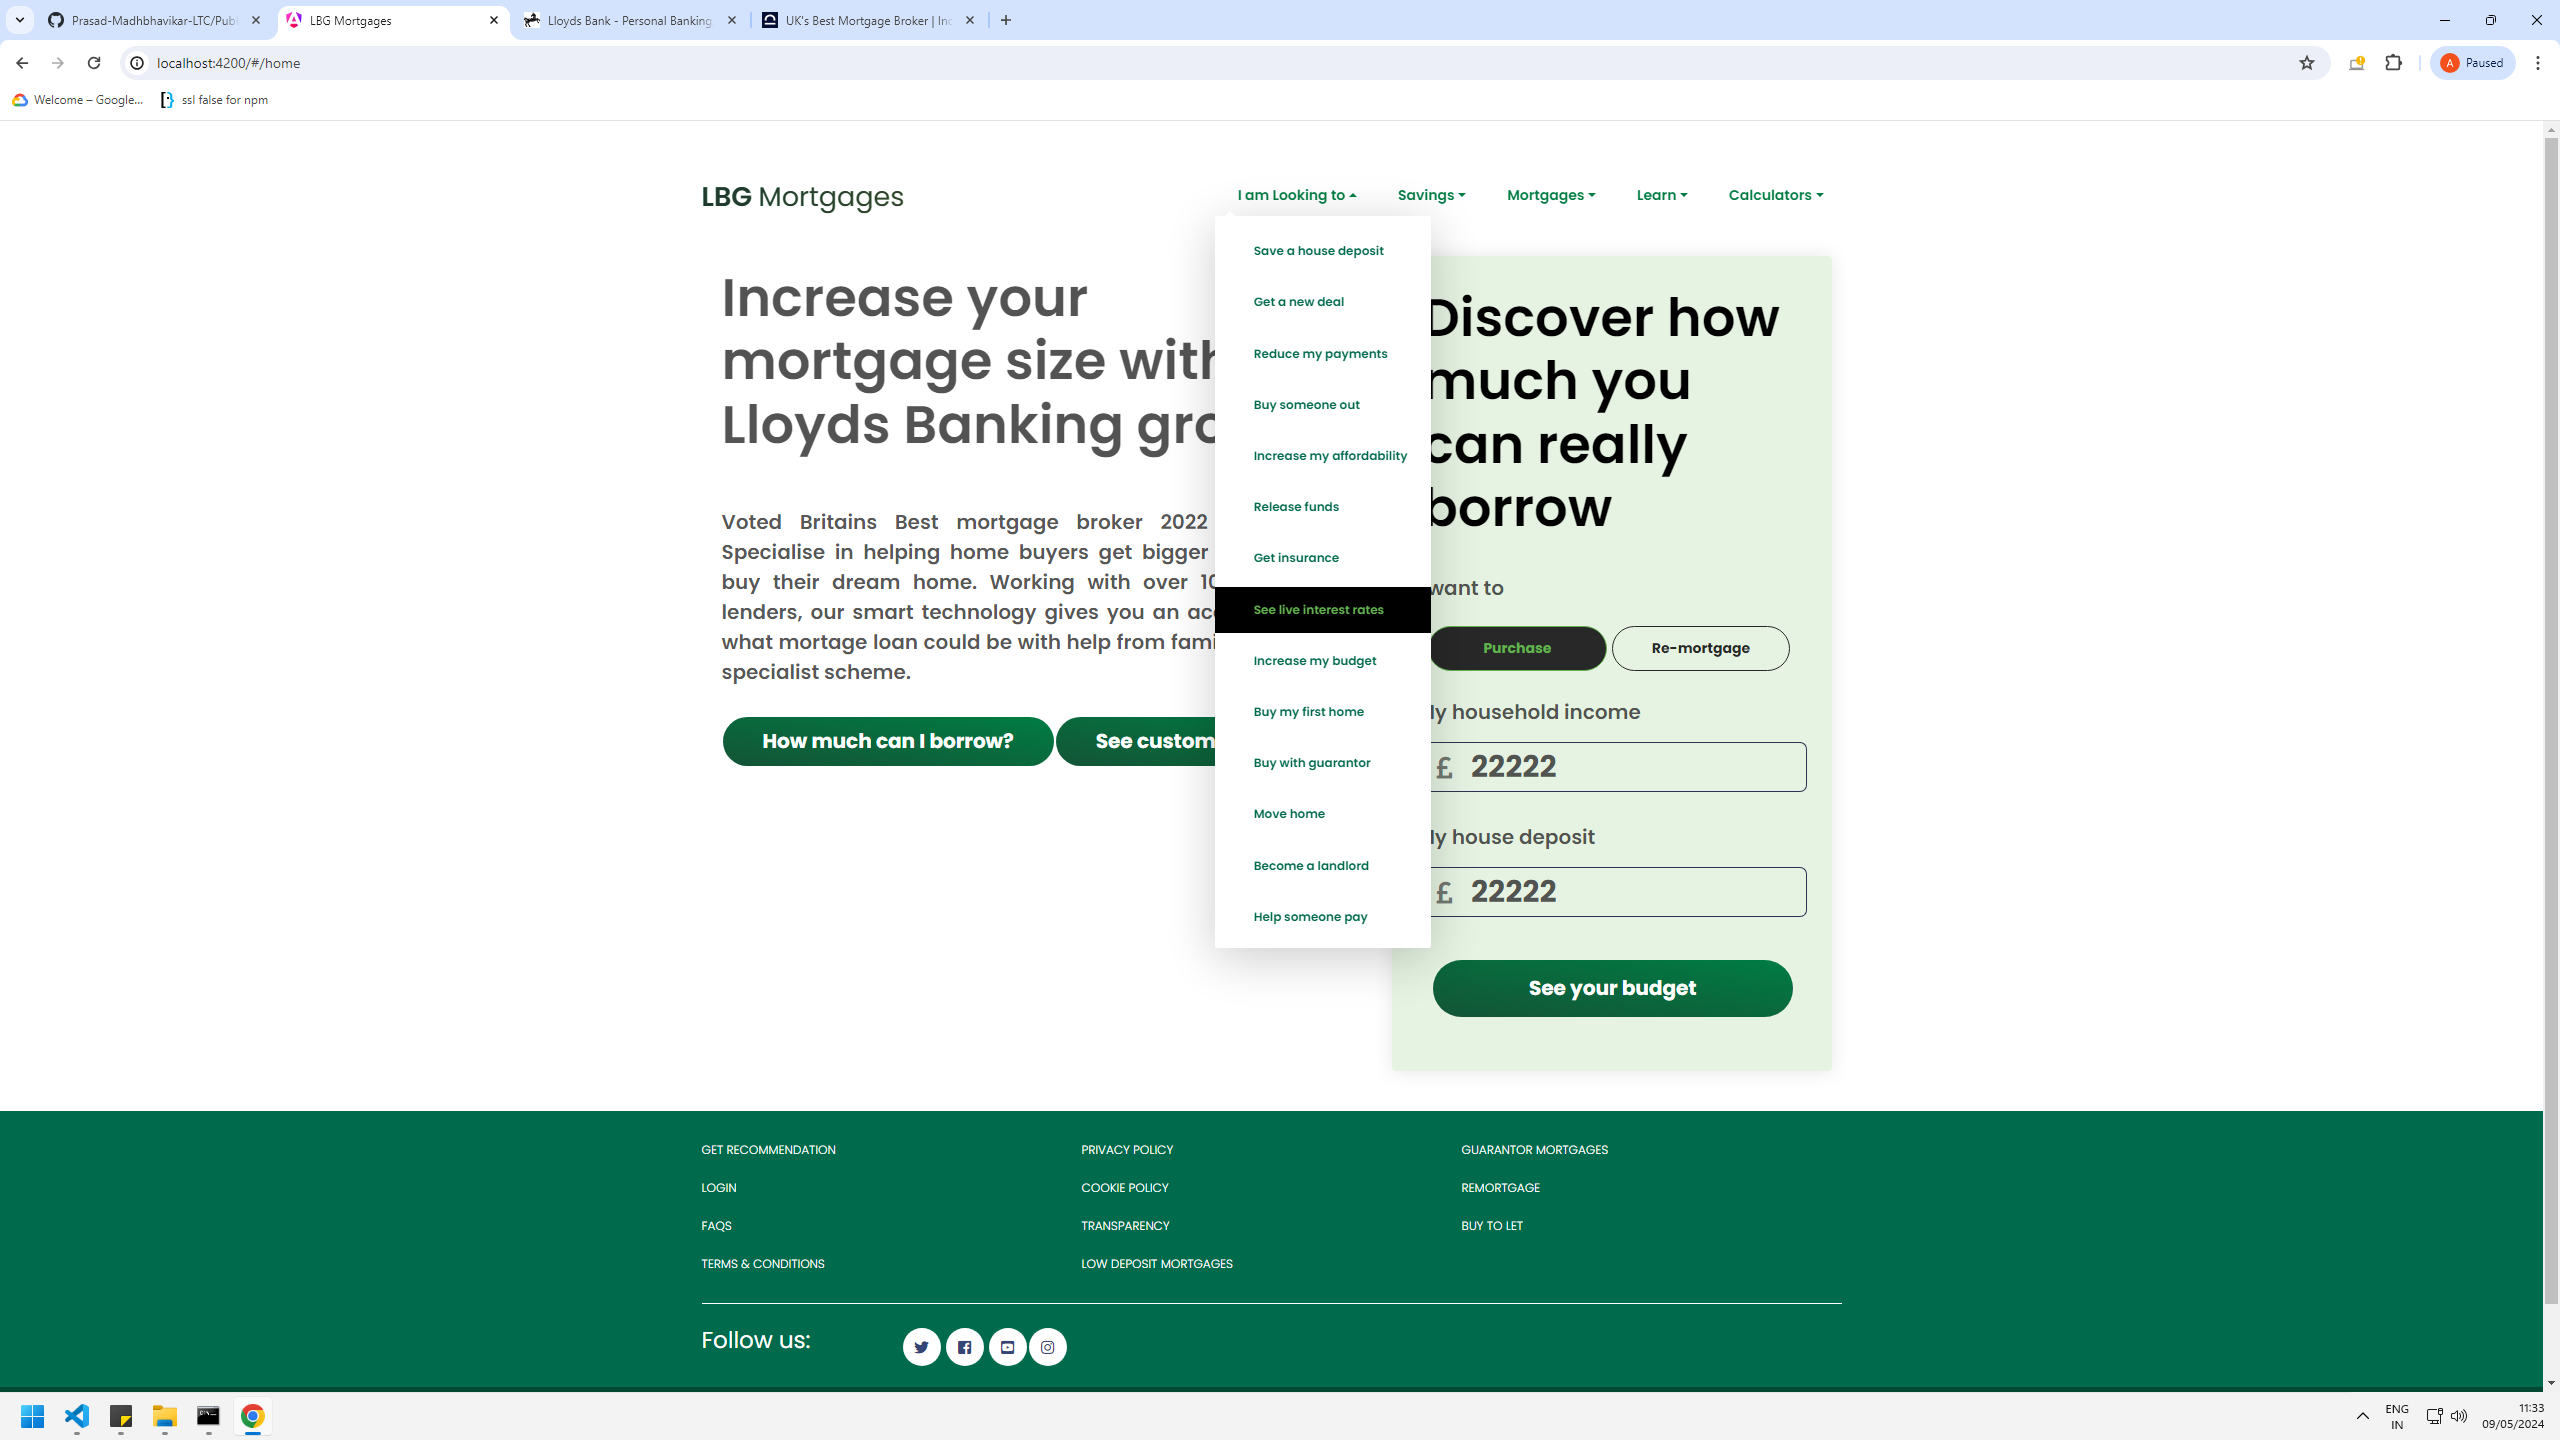 Prasad-Madhbhavikar-LTC/Publ
LBG Mortgages
Lloyds Bank - Personal Banking,
UK's Best Mortgage Broker | Inc
localhost:4200/#/home
A Paused
Welcome – Google...
ssl false for npm
LBG Mortgages
I am Looking to
Savings
Mortgages
Learn
Calculators
Increase your
mortgage size with
Lloyds Banking gro
Voted Britains Best mortgage broker 2022
Specialise in helping home buyers get bigger
buy their dream home. Working with over 10
lenders, our smart technology gives you an acc
what mortage loan could be with help from fami
specialist scheme.
How much can I borrow?
See custom
Save a house deposit
Get a new deal
Reduce my payments
Buy someone out
Increase my affordability
Release funds
Get insurance
See live interest rates
Increase my budget
Buy my first home
Buy with guarantor
Move home
Become a landlord
Help someone pay
Discover how
much you
can really
borrow
want to
Purchase
Re-mortgage
y household income
£ 22222
y house deposit
£ 22222
See your budget
GET RECOMMENDATION
LOGIN
FAQS
TERMS & CONDITIONS
PRIVACY POLICY
COOKIE POLICY
TRANSPARENCY
LOW DEPOSIT MORTGAGES
GUARANTOR MORTGAGES
REMORTGAGE
BUY TO LET
Follow us:
ENG
IN
11:33
09/05/2024